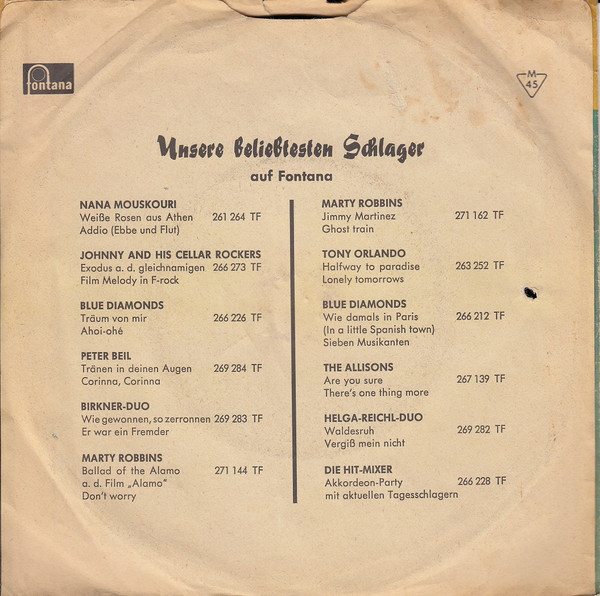 fontana
M
45
Unsere beliebtesten Schlager
auf Fontana
NANA MOUSKOURI
Weiße Rosen aus Athen 261 264 TF
Addio (Ebbe und Flut)
JOHNNY AND HIS CELLAR ROCKERS
Exodus a. d. gleichnamigen 266 273 TF
Film Melody in F-rock
BLUE DIAMONDS
Träum von mir 266 226 TF
Ahoi-ohé
PETER BEIL
Tränen in deinen Augen 269 284 TF
Corinna, Corinna
BIRKNER-DUO
Wie gewonnen, so zerronnen 269 283 TF
Er war ein Fremder
MARTY ROBBINS
Ballad of the Alamo 271 144 TF
a. d. Film „Alamo"
Don't worry
MARTY ROBBINS
Jimmy Martinez 271 162 TF
Ghost train
TONY ORLANDO
Halfway to paradise 263 252 TF
Lonely tomorrows
BLUE DIAMONDS
Wie damals in Paris 266 212 TF
(In a little Spanish town)
Sieben Musikanten
THE ALLISONS
Are you sure 267 139 TF
There's one thing more
HELGA-REICHL-DUO
Waldesruh 269 282 TF
Vergiß mein nicht
DIE HIT-MIXER
Akkordeon-Party 266 228 TF
mit aktuellen Tagesschlagern